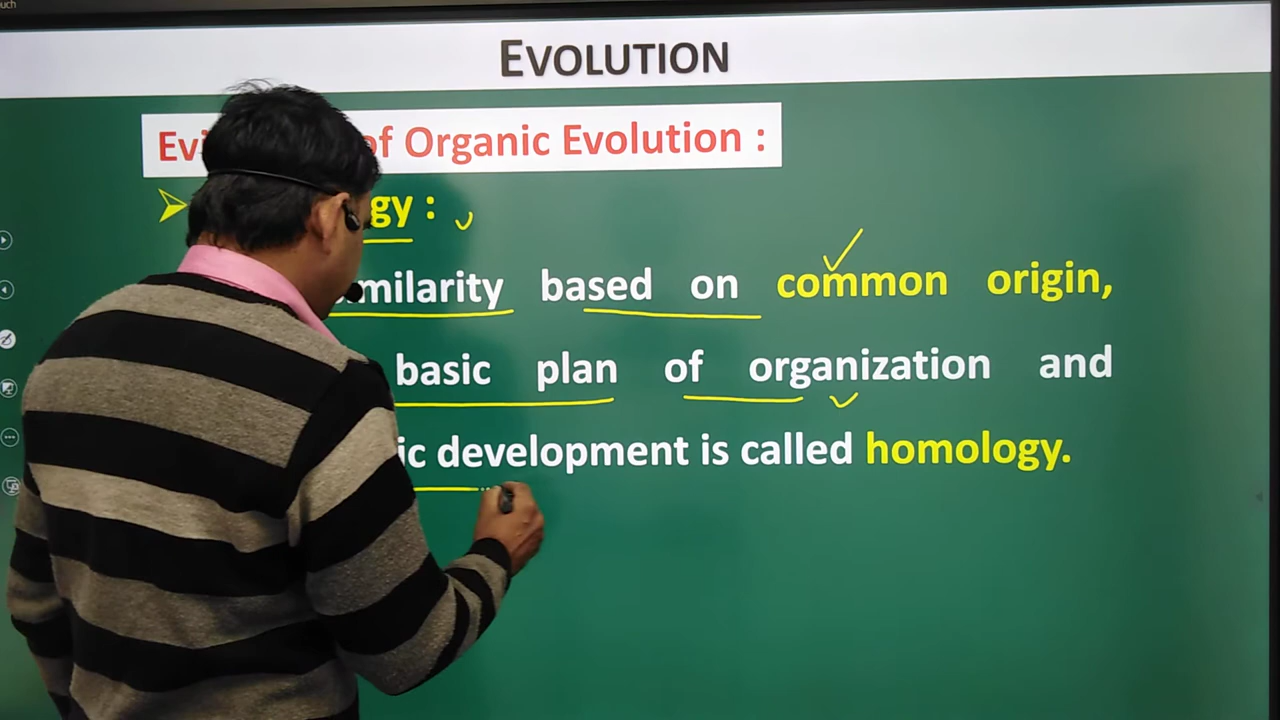 uch
EVOLUTION
Evi of Organic Evolution :
gy :
milarity based on common origin,
basic plan of organization and
ic development is called homology.